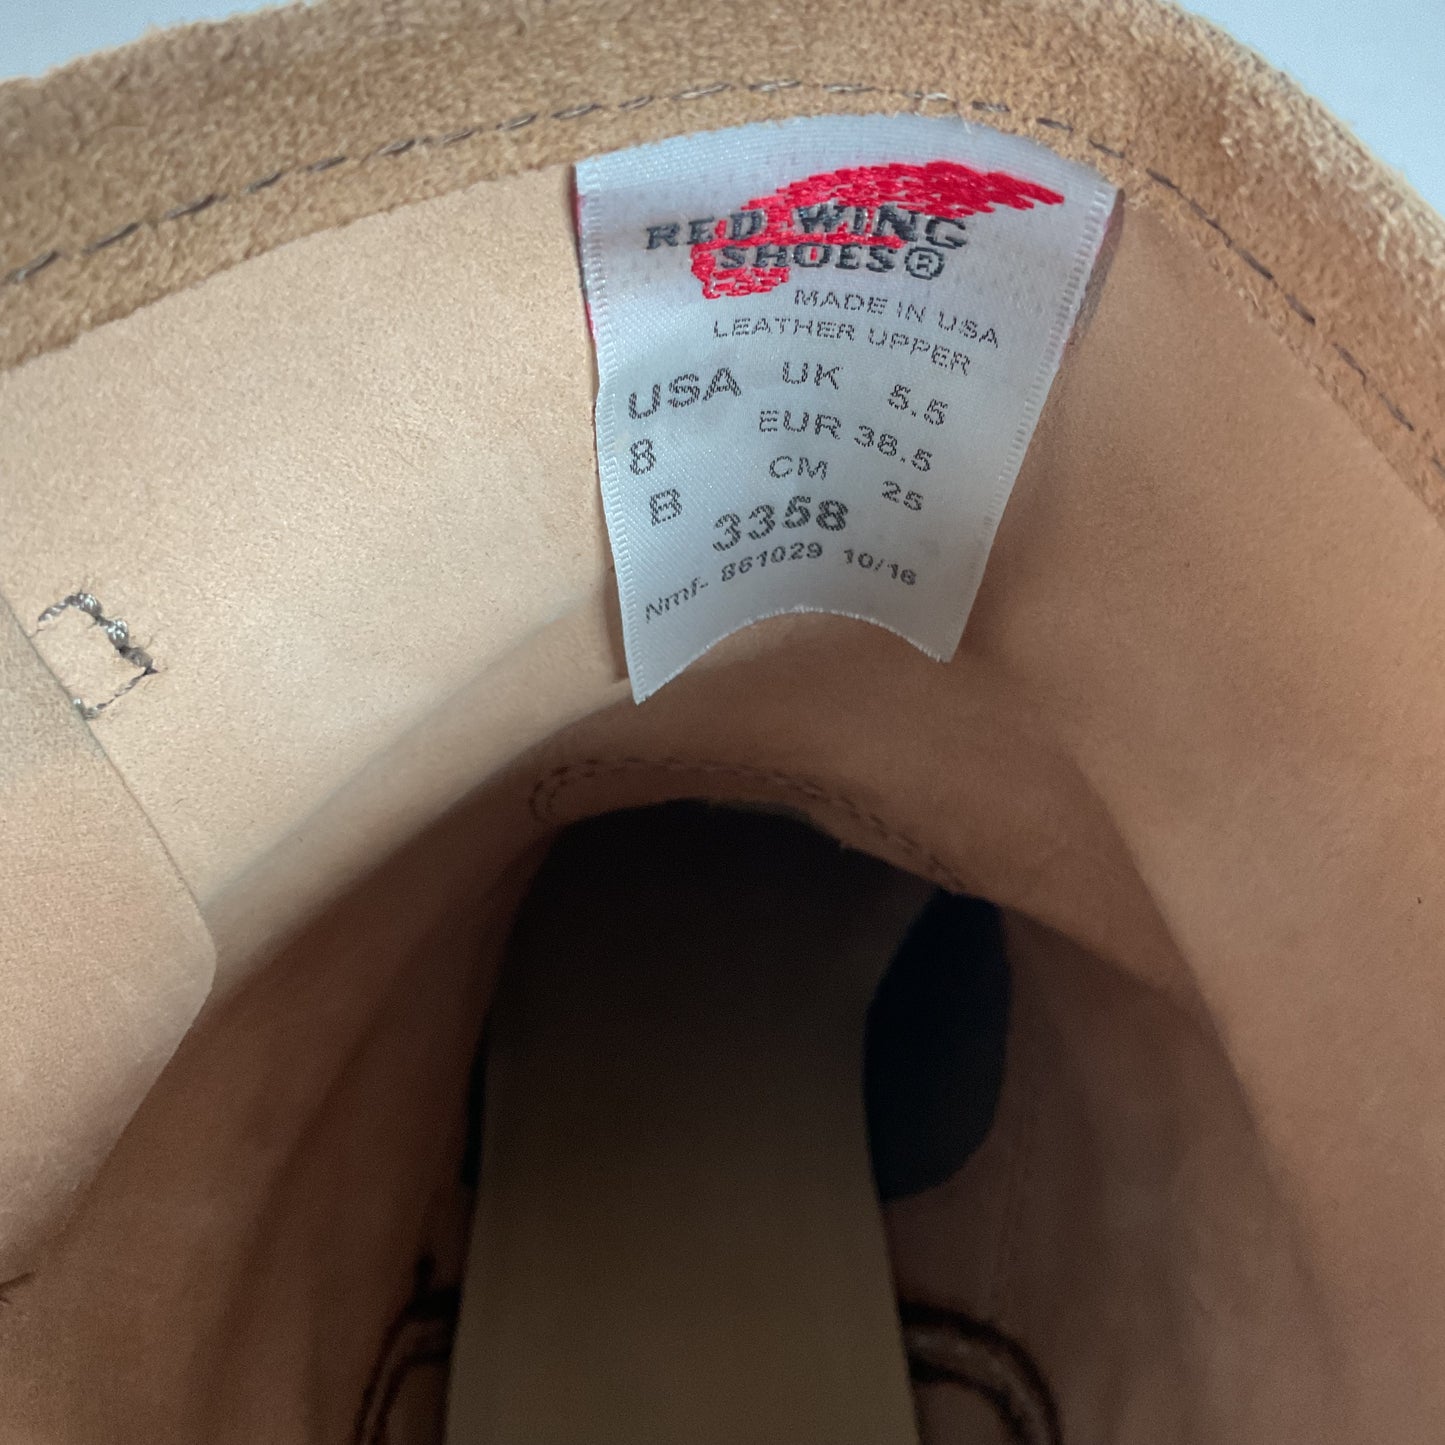 RED WING
SHOES®
MADE IN USA
LEATHER UPPER
USA UK 5.5
8 EUR 38.5
B CM 25
3358
Nmf- 861029 10/16